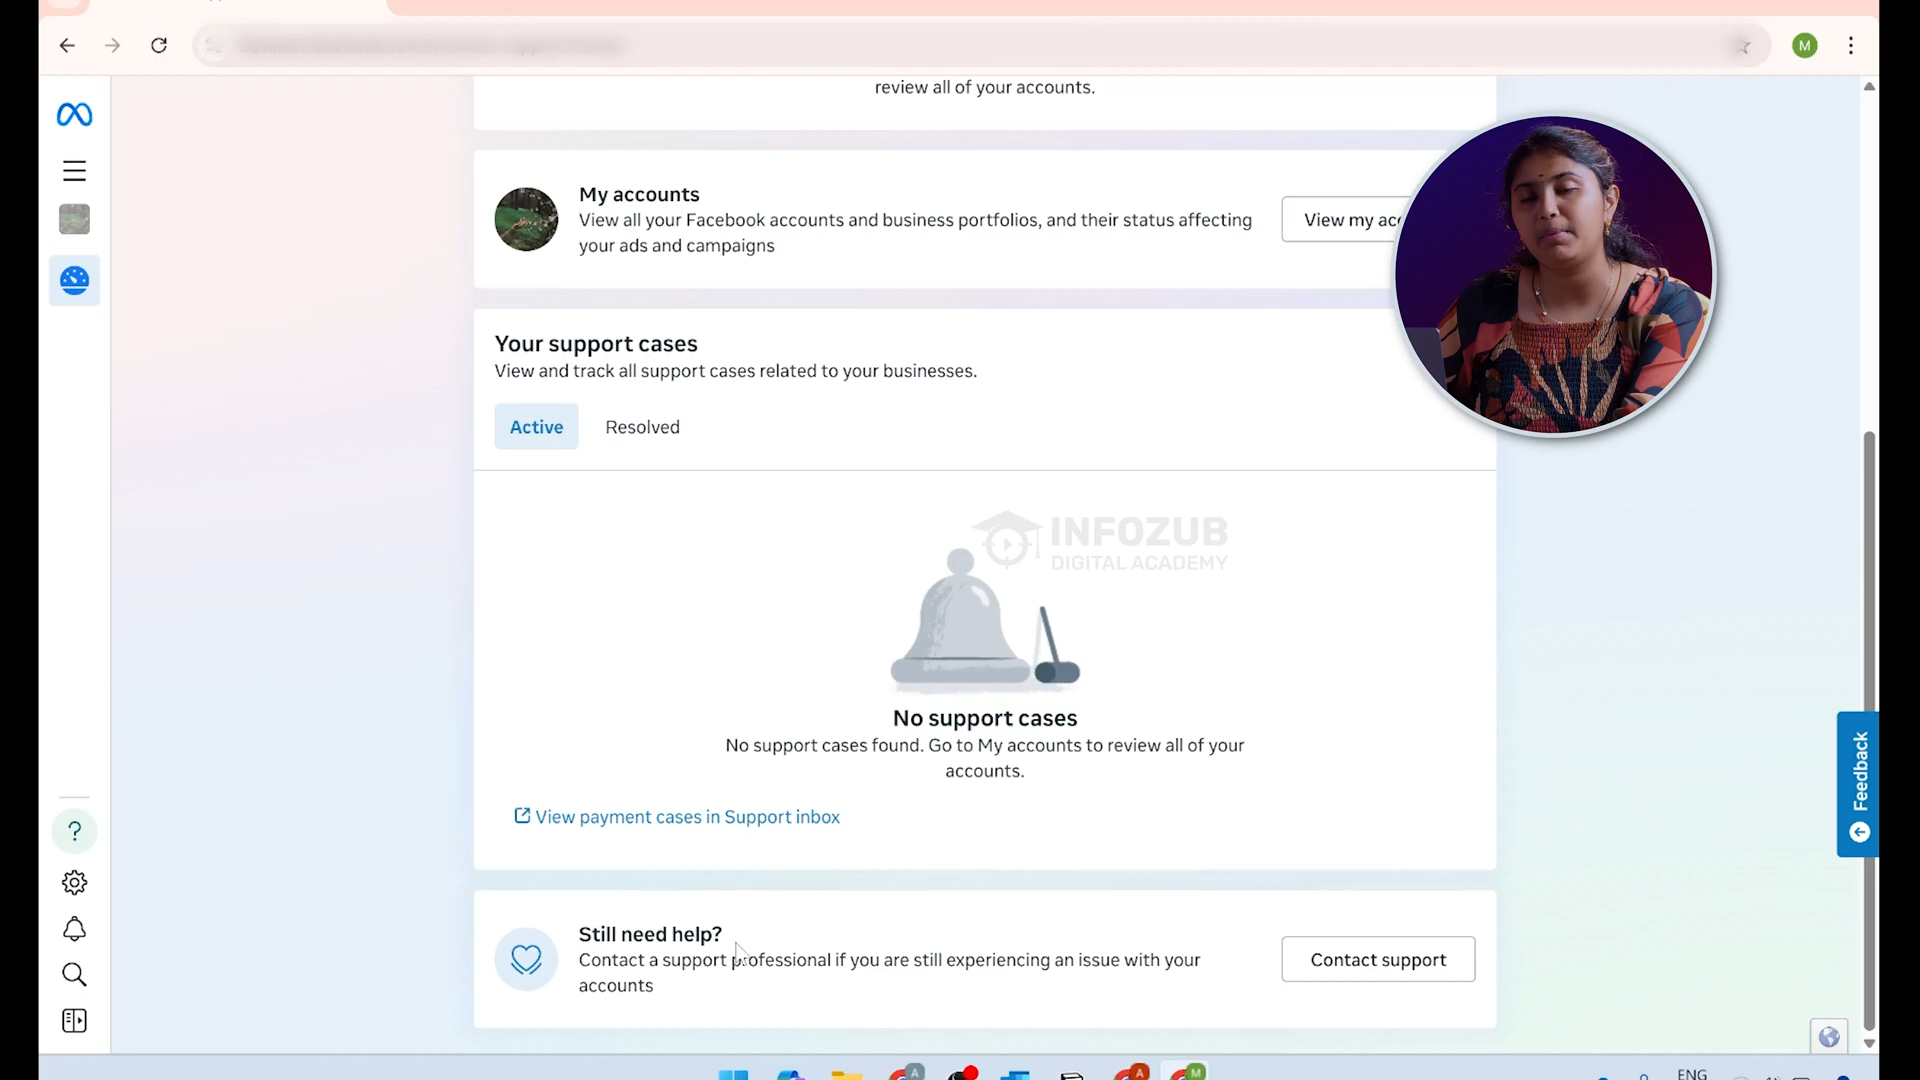 M
review all of your accounts.
My accounts
View all your Facebook accounts and business portfolios, and their status affecting
your ads and campaigns
View my acc
Your support cases
View and track all support cases related to your businesses.
Active
Resolved
INFOZUB
DIGITAL ACADEMY
No support cases
No support cases found. Go to My accounts to review all of your
accounts.
View payment cases in Support inbox
Feedback
?
Still need help?
Contact a support professional if you are still experiencing an issue with your
accounts
Contact support
A
A
M
ENG